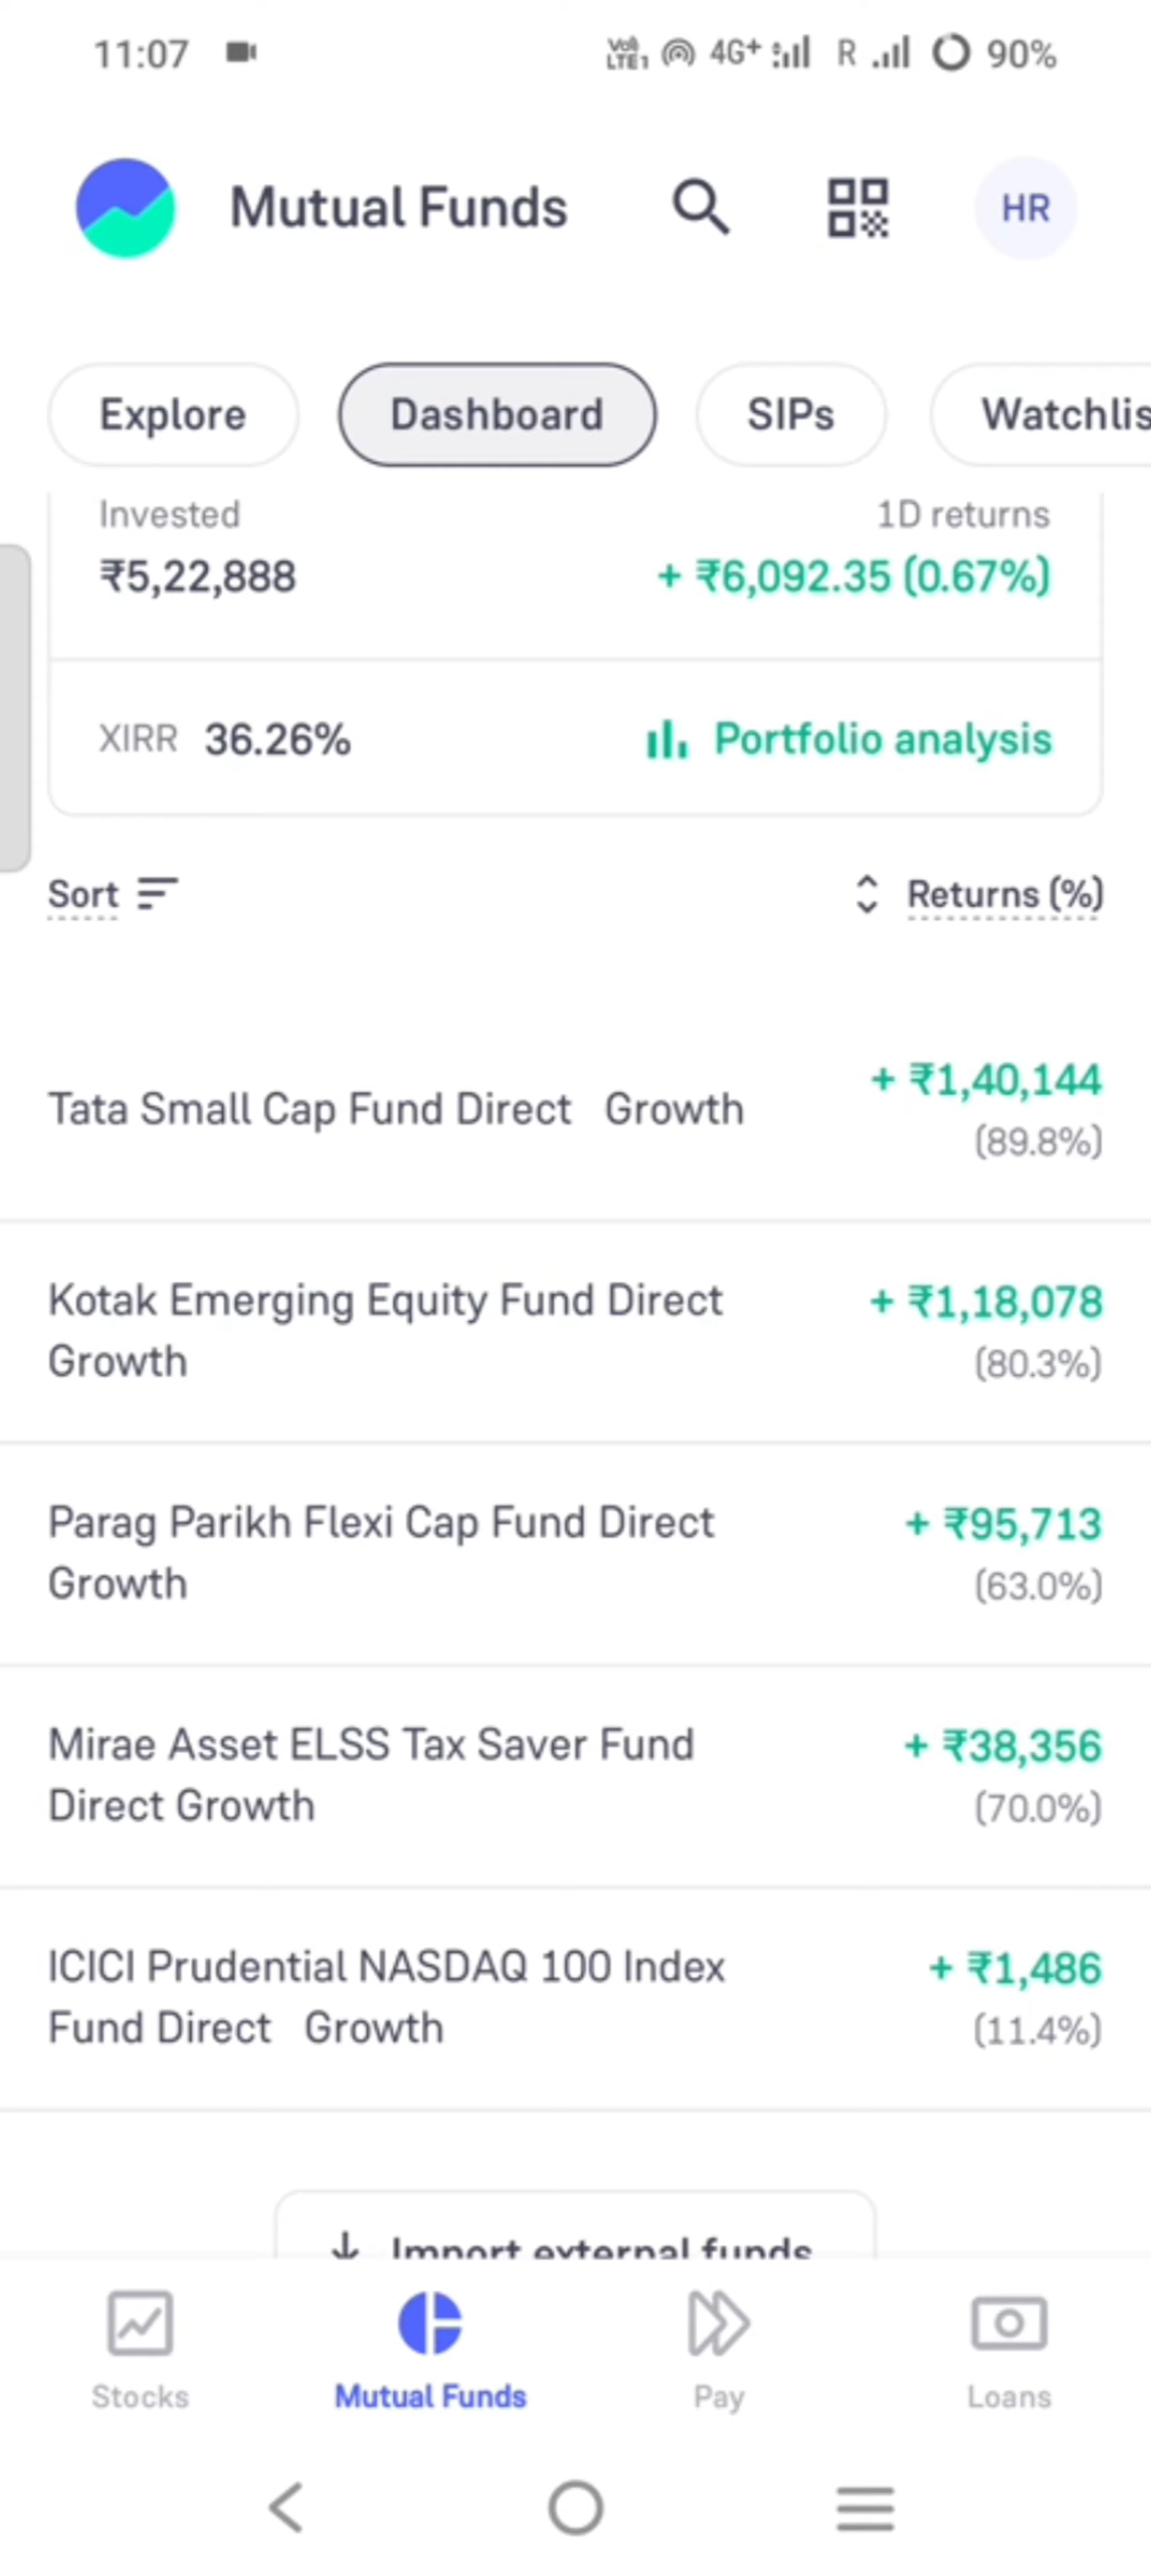 11:07 Vo) LTE1 4G+ R 90%
Mutual Funds HR
Explore Dashboard SIPs Watchlis
Invested 1D returns
₹5,22,888 + ₹6,092.35 (0.67%)
XIRR 36.26% Portfolio analysis
Sort Returns (%)
Tata Small Cap Fund Direct Growth + ₹1,40,144
(89.8%)
Kotak Emerging Equity Fund Direct + ₹1,18,078
Growth (80.3%)
Parag Parikh Flexi Cap Fund Direct + ₹95,713
Growth (63.0%)
Mirae Asset ELSS Tax Saver Fund + ₹38,356
Direct Growth (70.0%)
ICICI Prudential NASDAQ 100 Index + ₹1,486
Fund Direct Growth (11.4%)
Import external funds
Stocks Mutual Funds Pay Loans